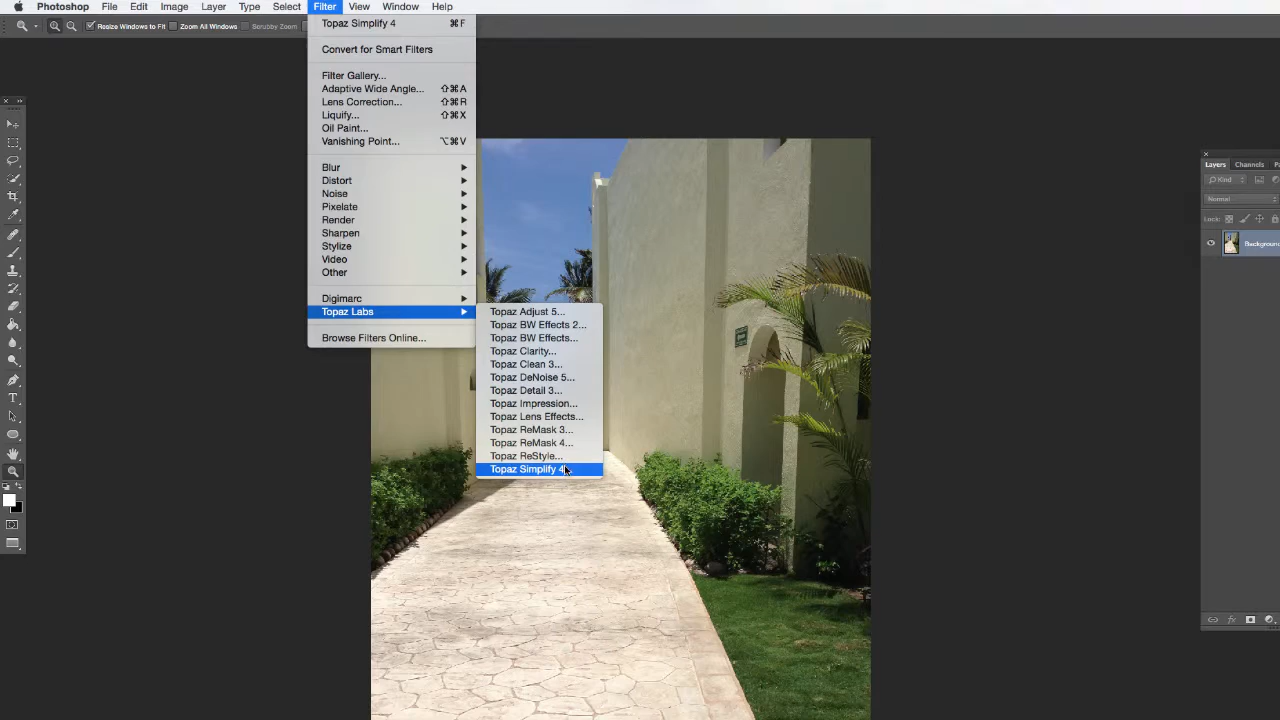 Photoshop File Edit Image Layer Type Select Filter View Window Help
Resize Windows to Fit Zoom All Windows Scrubby Zoom
Topaz Simplify 4 ⌘F
Convert for Smart Filters
Filter Gallery...
Adaptive Wide Angle... ⇧⌘A
Lens Correction... ⇧⌘R
Liquify... ⇧⌘X
Oil Paint...
Vanishing Point... ⌥⌘V
Blur
Distort
Noise
Pixelate
Render
Sharpen
Stylize
Video
Other
Digimarc
Topaz Labs
Browse Filters Online...
Topaz Adjust 5...
Topaz BW Effects 2...
Topaz BW Effects...
Topaz Clarity...
Topaz Clean 3...
Topaz DeNoise 5...
Topaz Detail 3...
Topaz Impression...
Topaz Lens Effects...
Topaz ReMask 3...
Topaz ReMask 4...
Topaz ReStyle...
Topaz Simplify 4
Layers Channels Pa
Kind
Normal
Lock:
Background